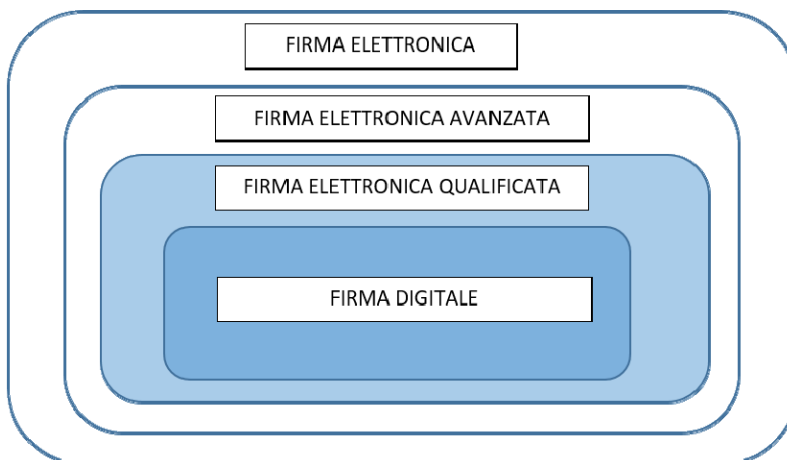 FIRMA ELETTRONICA
FIRMA ELETTRONICA AVANZATA
FIRMA ELETTRONICA QUALIFICATA
FIRMA DIGITALE